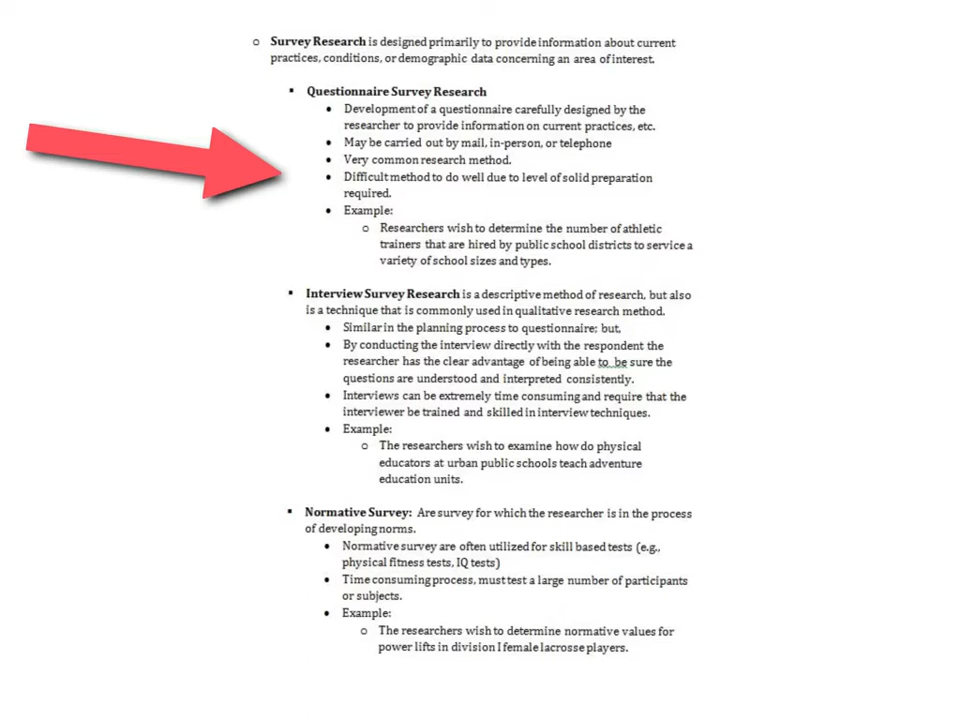 o Survey Research is designed primarily to provide information about current
practices, conditions, or demographic data concerning an area of interest.
▪ Questionnaire Survey Research
• Development of a questionnaire carefully designed by the
researcher to provide information on current practices, etc.
• May be carried out by mail, in-person, or telephone
• Very common research method.
• Difficult method to do well due to level of solid preparation
required.
• Example:
o Researchers wish to determine the number of athletic
trainers that are hired by public school districts to service a
variety of school sizes and types.
▪ Interview Survey Research is a descriptive method of research, but also
is a technique that is commonly used in qualitative research method.
• Similar in the planning process to questionnaire; but,
• By conducting the interview directly with the respondent the
researcher has the clear advantage of being able to be sure the
questions are understood and interpreted consistently.
• Interviews can be extremely time consuming and require that the
interviewer be trained and skilled in interview techniques.
• Example:
o The researchers wish to examine how do physical
educators at urban public schools teach adventure
education units.
▪ Normative Survey: Are survey for which the researcher is in the process
of developing norms.
• Normative survey are often utilized for skill based tests (e.g.,
physical fitness tests, IQ tests)
• Time consuming process, must test a large number of participants
or subjects.
• Example:
o The researchers wish to determine normative values for
power lifts in division I female lacrosse players.